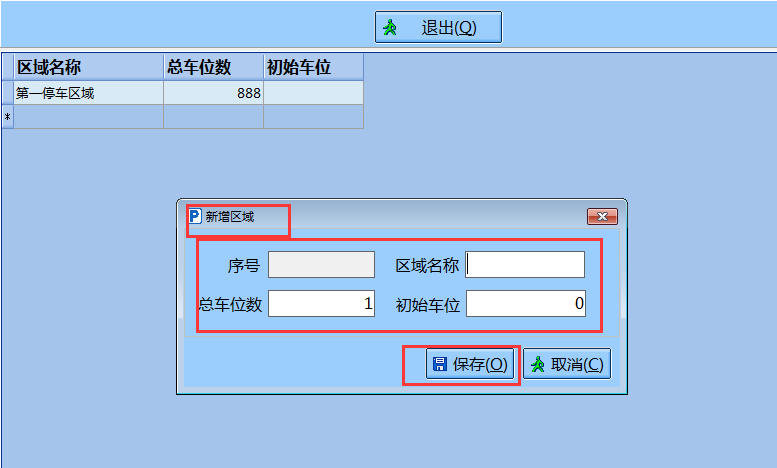 退出(Q)
区域名称 总车位数 初始车位
第一停车区域 888
*
P 新增区域
序号 区域名称
总车位数 1 初始车位 0
保存(O) 取消(C)